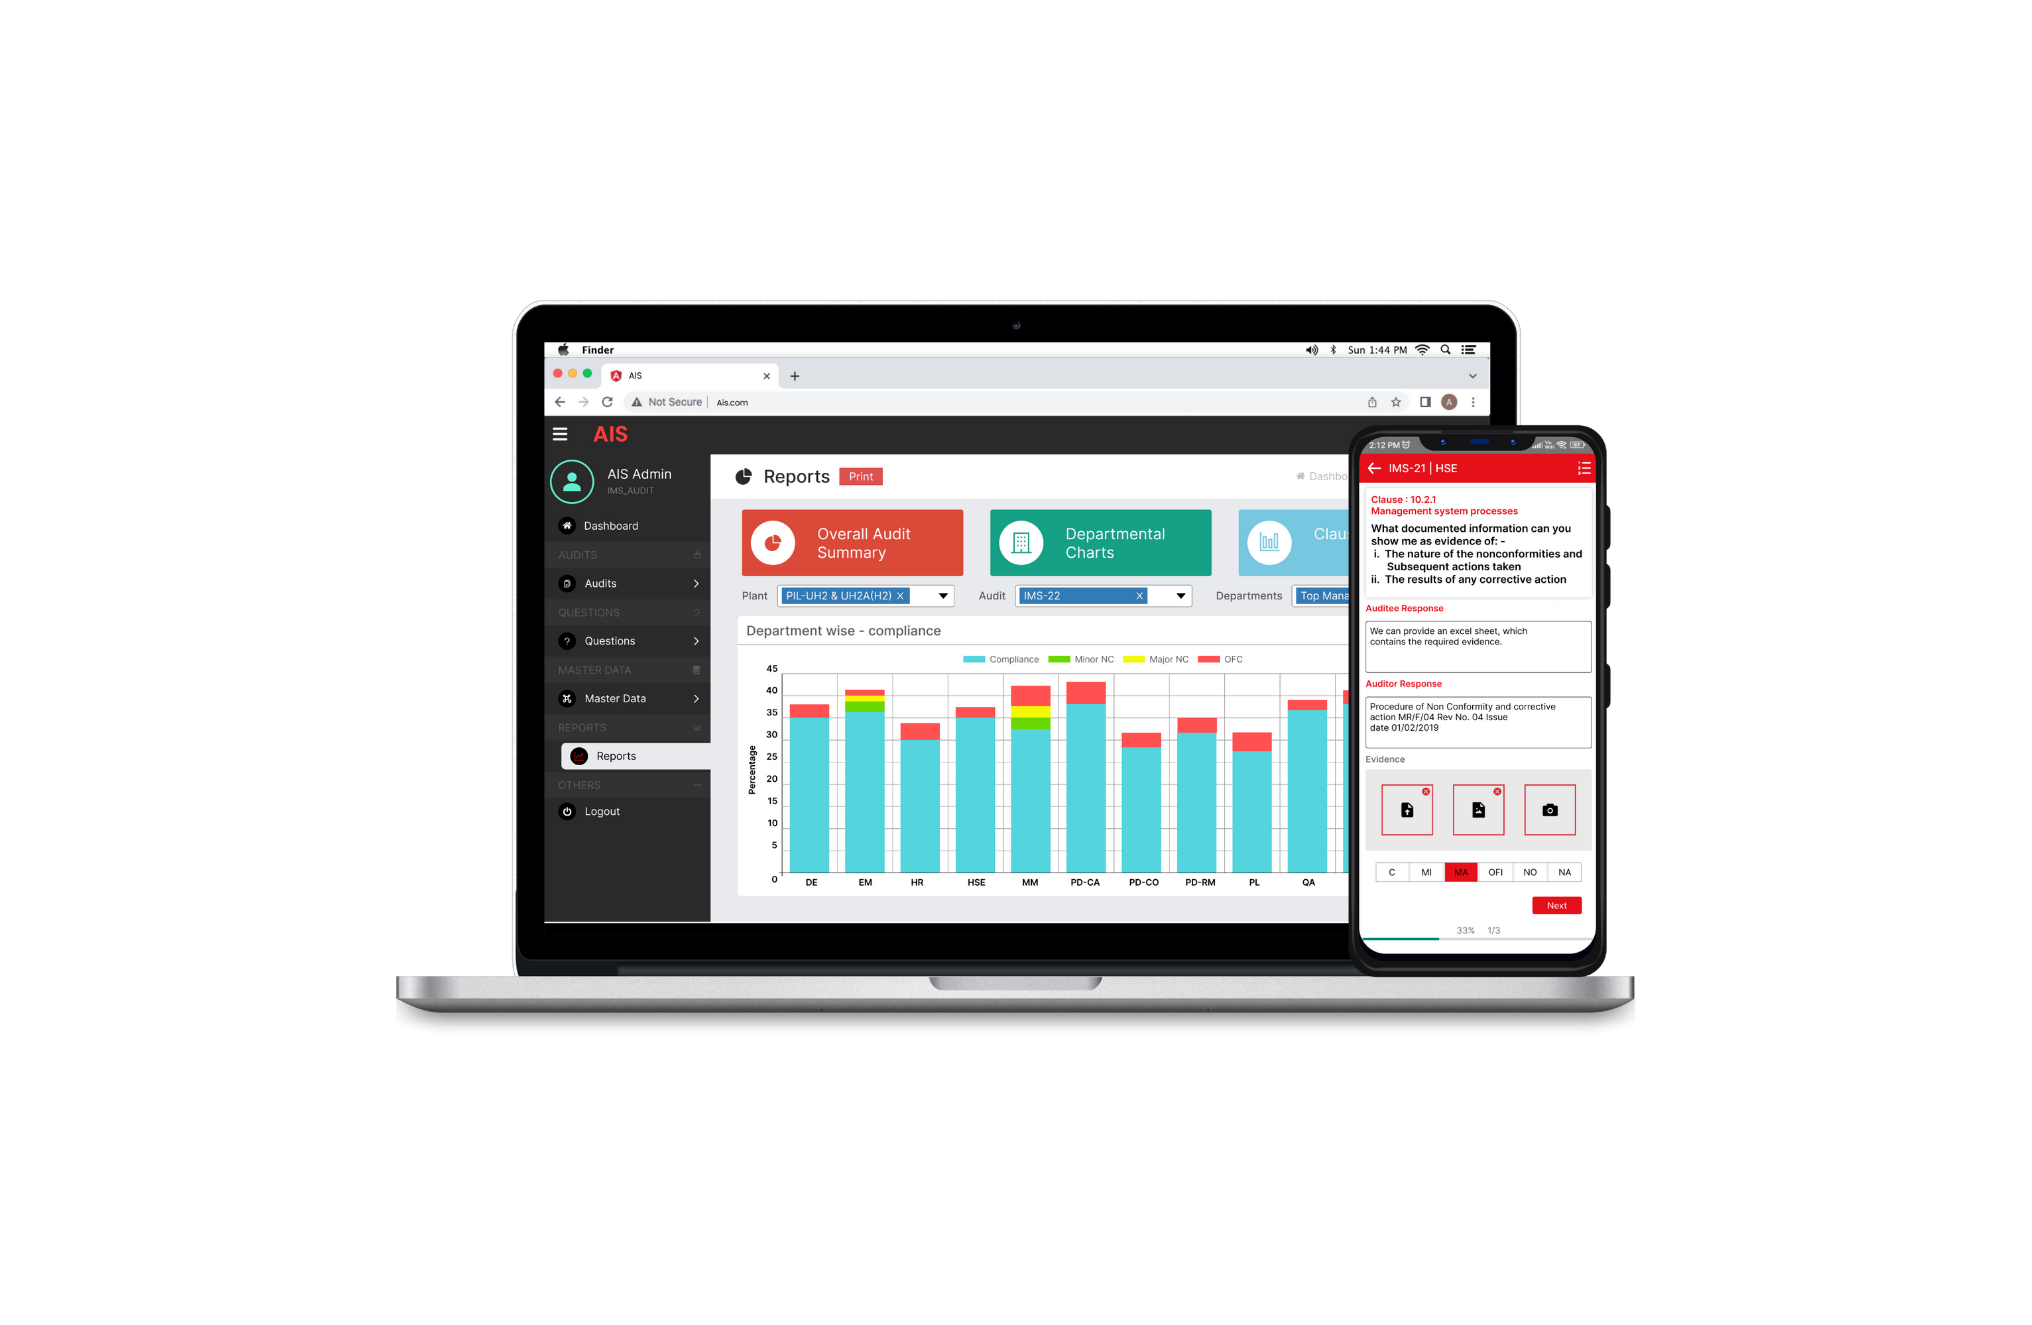 Finder
Sun 1:44 PM
AIS
Not Secure
Ais.com
A
AIS
AIS Admin
IMS_AUDIT
Dashboard
AUDITS
Audits
QUESTIONS
Questions
MASTER DATA
Master Data
REPORTS
Reports
OTHERS
Logout
Reports
Print
Dashbo
Overall Audit
Summary
Departmental
Charts
Clau
Plant
PIL-UH2 & UH2A(H2) X
Audit
IMS-22 X
Departments
Top Mana
Department wise - compliance
Compliance
Minor NC
Major NC
OFC
45
40
35
30
25
20
15
10
5
0
Percentage
DE
EM
HR
HSE
MM
PD-CA
PD-CO
PD-RM
PL
QA
2:12 PM
IMS-21 | HSE
Clause : 10.2.1
Management system processes
What documented information can you
show me as evidence of: -
i. The nature of the nonconformities and
Subsequent actions taken
ii. The results of any corrective action
Auditee Response
We can provide an excel sheet, which
contains the required evidence.
Auditor Response
Procedure of Non Conformity and corrective
action MR/F/04 Rev No. 04 Issue
date 01/02/2019
Evidence
C
MI
MA
OFI
NO
NA
Next
33% 1/3